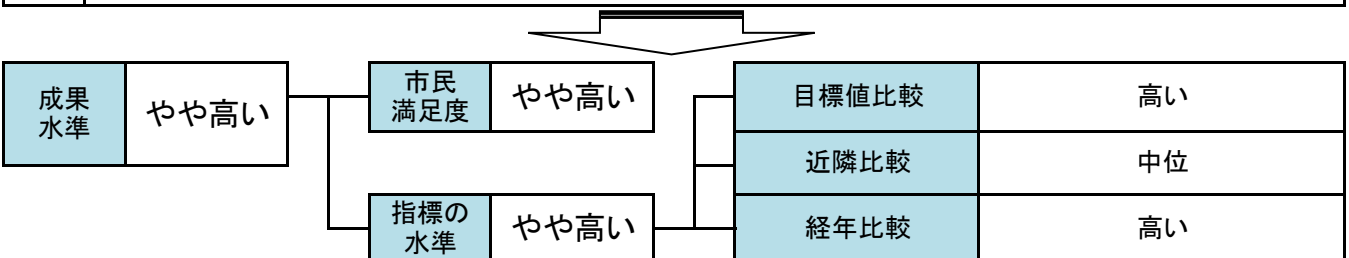 成果
水準
やや高い
市民
満足度
やや高い
指標の
水準
やや高い
目標値比較
高い
近隣比較
中位
経年比較
高い